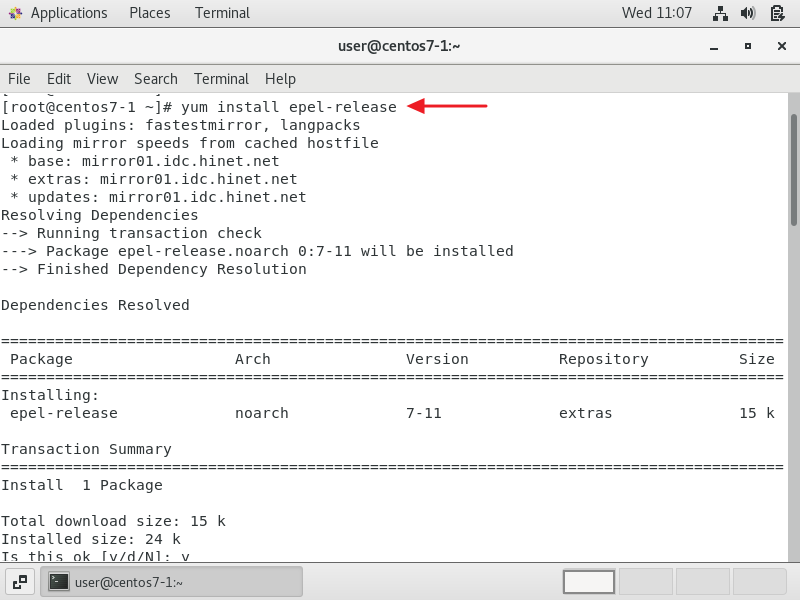 Applications Places Terminal Wed 11:07
user@centos7-1:~
File Edit View Search Terminal Help
[root@centos7-1 ~]# yum install epel-release
Loaded plugins: fastestmirror, langpacks
Loading mirror speeds from cached hostfile
 * base: mirror01.idc.hinet.net
 * extras: mirror01.idc.hinet.net
 * updates: mirror01.idc.hinet.net
Resolving Dependencies
--> Running transaction check
---> Package epel-release.noarch 0:7-11 will be installed
--> Finished Dependency Resolution
Dependencies Resolved
=======================================================================================
 Package Arch Version Repository Size
=======================================================================================
Installing:
 epel-release noarch 7-11 extras 15 k
Transaction Summary
=======================================================================================
Install  1 Package
Total download size: 15 k
Installed size: 24 k
Is this ok [y/d/N]: y
user@centos7-1:~